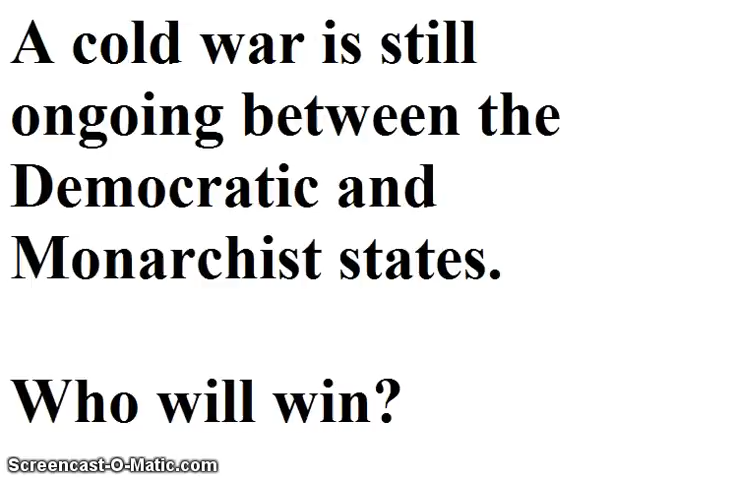 A cold war is still
ongoing between the
Democratic and
Monarchist states.
Who will win?
Screencast-O-Matic.com